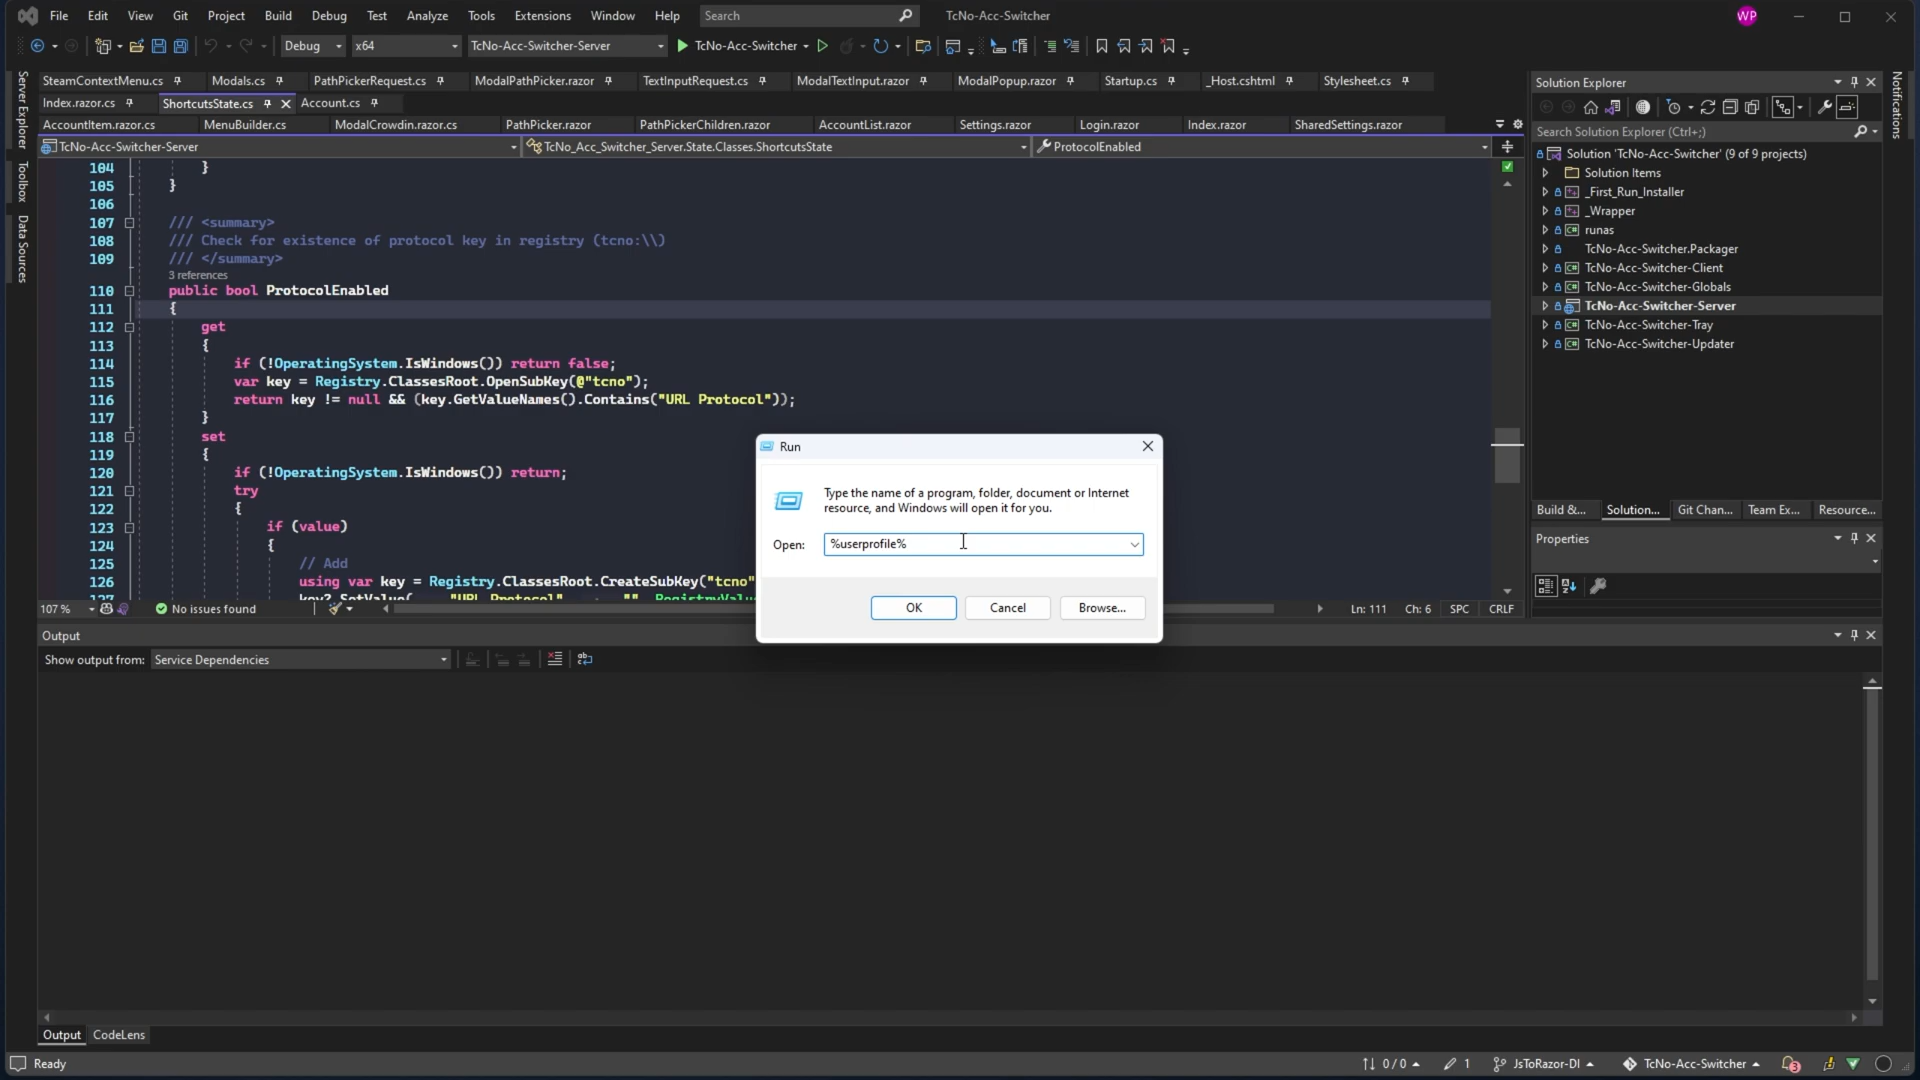 File Edit View Git Project Build Debug Test Analyze Tools Extensions Window Help Search TcNo-Acc-Switcher WP
Debug x64 TcNo-Acc-Switcher-Server TcNo-Acc-Switcher
SteamContextMenu.cs Modals.cs PathPickerRequest.cs ModalPathPicker.razor TextInputRequest.cs ModalTextInput.razor ModalPopup.razor Startup.cs _Host.cshtml Stylesheet.cs
Index.razor.cs ShortcutsState.cs Account.cs
AccountItem.razor.cs MenuBuilder.cs ModalCrowdin.razor.cs PathPicker.razor PathPickerChildren.razor AccountList.razor Settings.razor Login.razor Index.razor SharedSettings.razor
TcNo-Acc-Switcher-Server TcNo_Acc_Switcher_Server.State.Classes.ShortcutsState ProtocolEnabled
Server Explorer
Toolbox
Data Sources
104 }
105 }
106
107 /// <summary>
108 /// Check for existence of protocol key in registry (tcno:\\)
109 /// </summary>
3 references
110 public bool ProtocolEnabled
111 {
112 get
113 {
114 if (!OperatingSystem.IsWindows()) return false;
115 var key = Registry.ClassesRoot.OpenSubKey(@"tcno");
116 return key != null && (key.GetValueNames().Contains("URL Protocol"));
117 }
118 set
119 {
120 if (!OperatingSystem.IsWindows()) return;
121 try
122 {
123 if (value)
124 {
125 // Add
126 using var key = Registry.ClassesRoot.CreateSubKey("tcno"
127 key?.SetValue( "URL Protocol" "" RegistryValu
107 % No issues found Ln: 111 Ch: 6 SPC CRLF
Run
Type the name of a program, folder, document or Internet
resource, and Windows will open it for you.
Open: %userprofile%
OK Cancel Browse...
Solution Explorer
Search Solution Explorer (Ctrl+;)
Solution 'TcNo-Acc-Switcher' (9 of 9 projects)
Solution Items
_First_Run_Installer
_Wrapper
runas
TcNo-Acc-Switcher.Packager
TcNo-Acc-Switcher-Client
TcNo-Acc-Switcher-Globals
TcNo-Acc-Switcher-Server
TcNo-Acc-Switcher-Tray
TcNo-Acc-Switcher-Updater
Build &... Solution... Git Chan... Team Ex... Resource...
Properties
Notifications
Output
Show output from: Service Dependencies
Output CodeLens
Ready 0 / 0 1 JsToRazor-DI TcNo-Acc-Switcher 3